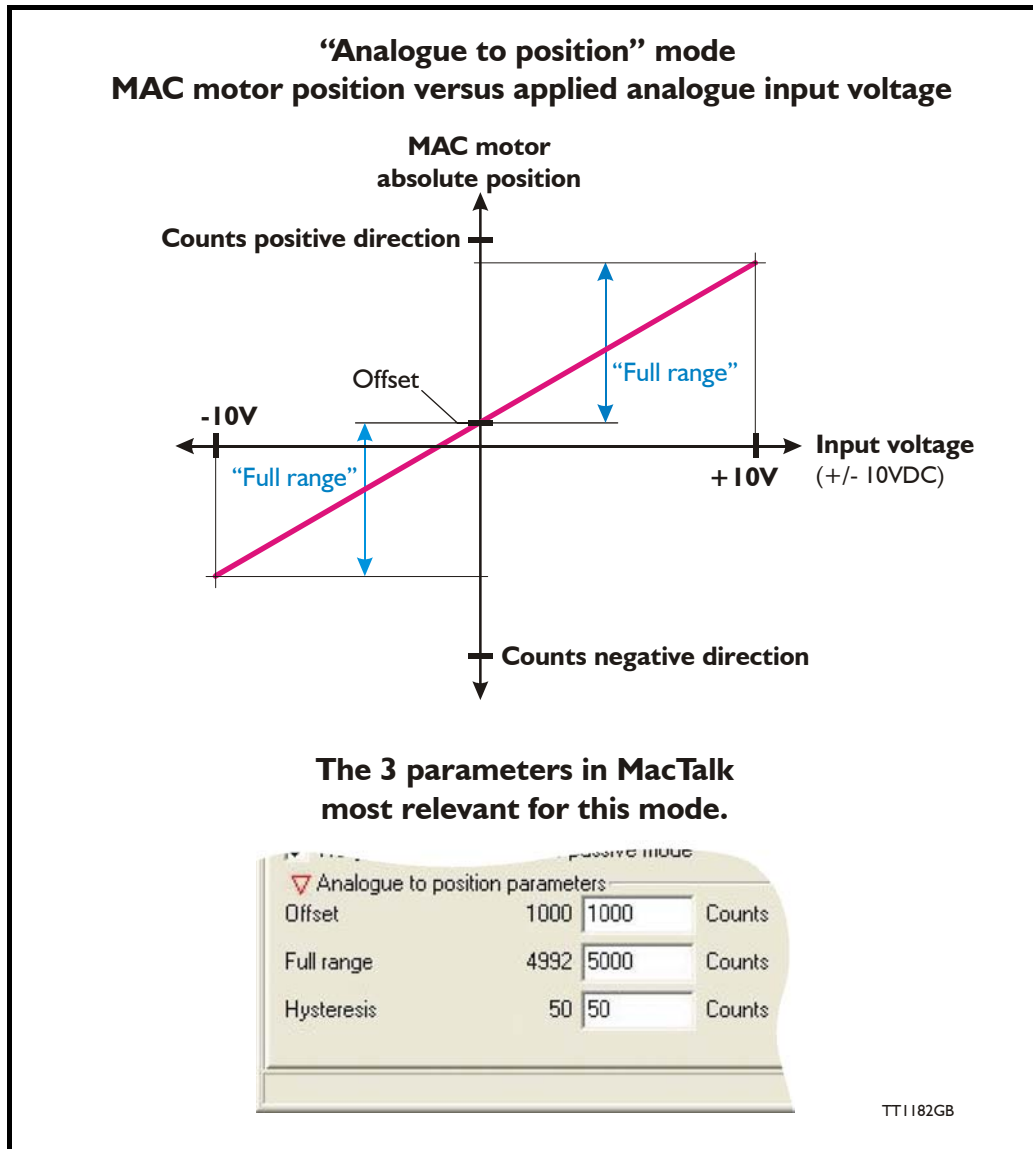 “Analogue to position” mode
MAC motor position versus applied analogue input voltage
MAC motor
absolute position
Counts positive direction
“Full range”
Offset
-10V
Input voltage
(+/- 10VDC)
+10V
“Full range”
Counts negative direction
The 3 parameters in MacTalk
most relevant for this mode.
passive mode
Analogue to position parameters
Offset 1000 1000 Counts
Full range 4992 5000 Counts
Hysteresis 50 50 Counts
TT1182GB